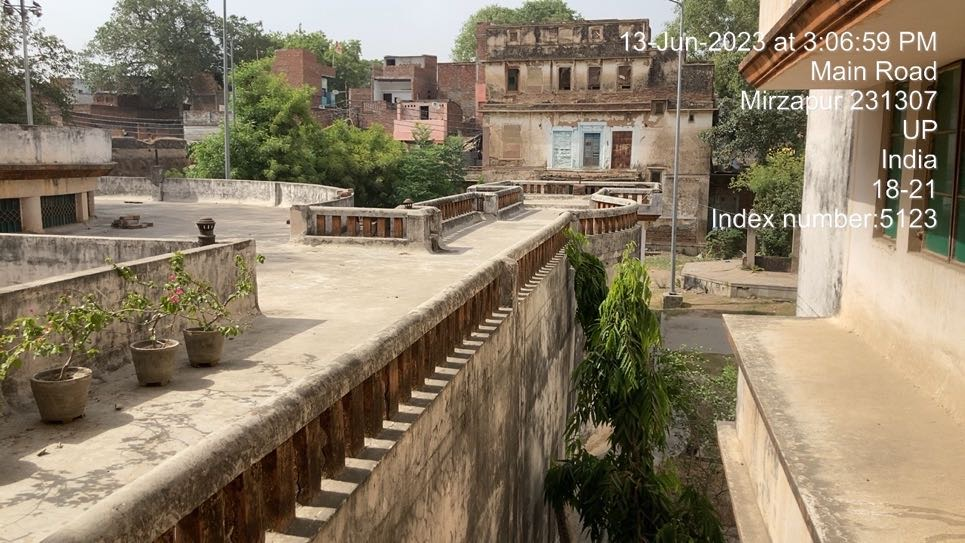 13-Jun-2023 at 3:06:59 PM
Main Road
Mirzapur 231307
UP
India
18-21
Index number:5123